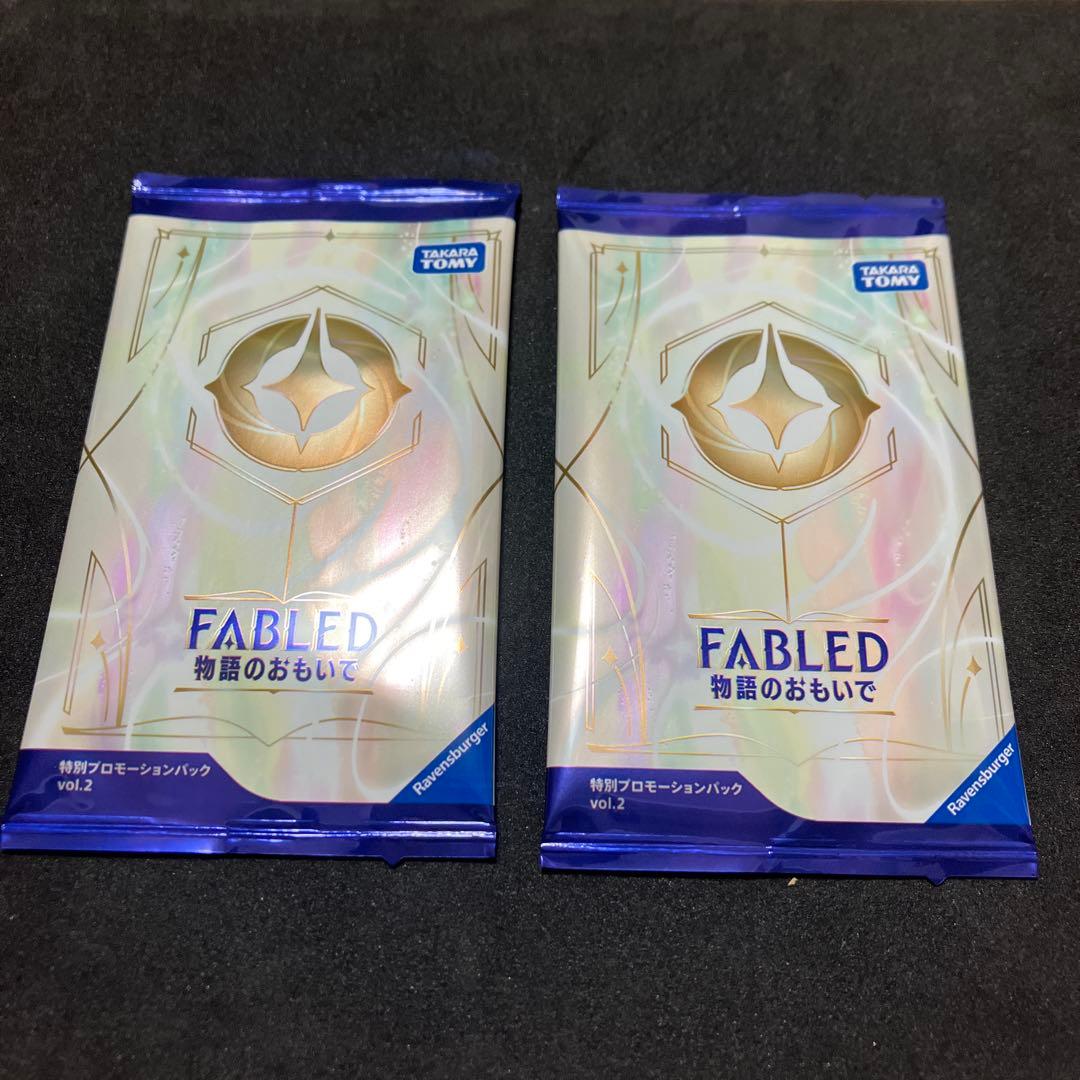 TAKARA
TOMY
FABLED
物語のおもいで
特別プロモーションパック
vol.2
Ravensburger
TAKARA
TOMY
FABLED
物語のおもいで
特別プロモーションパック
vol.2
Ravensburger